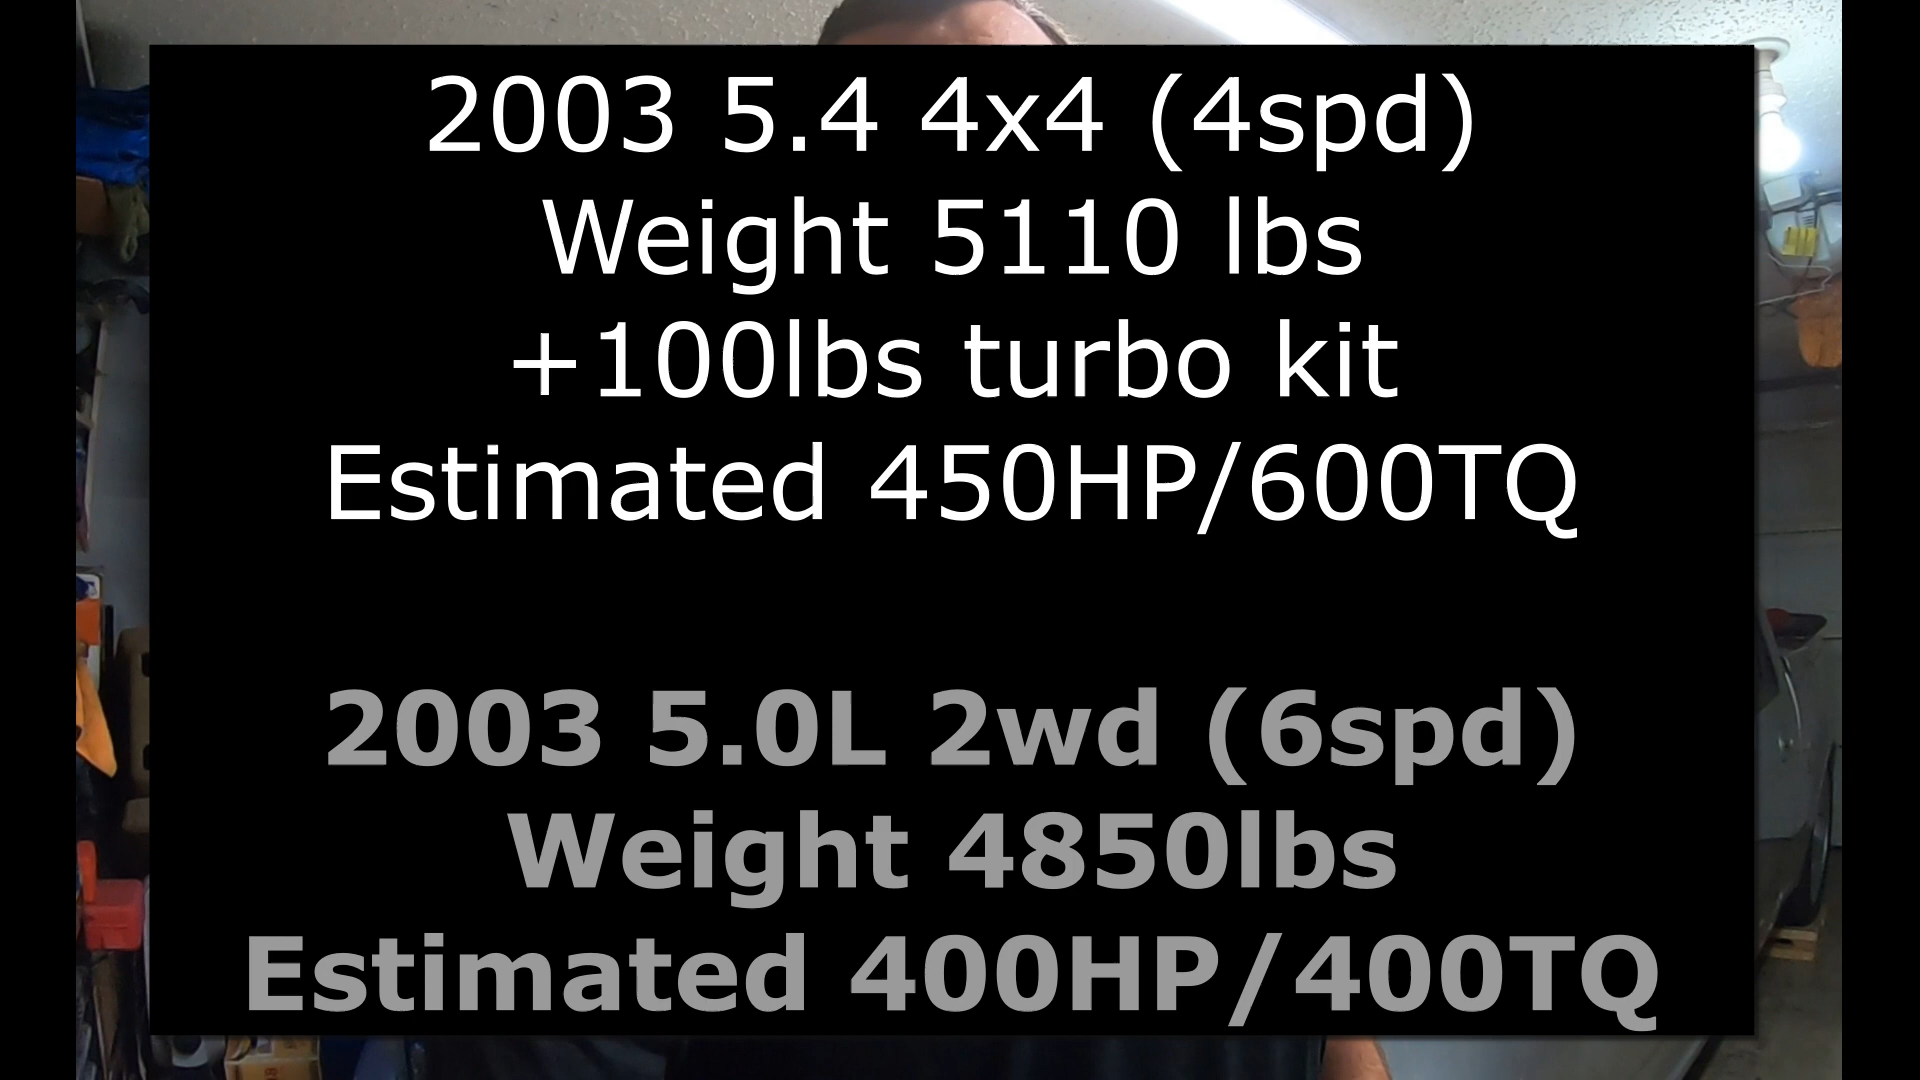 2003 5.4 4x4 (4spd)
Weight 5110 lbs
+100lbs turbo kit
Estimated 450HP/600TQ
2003 5.0L 2wd (6spd)
Weight 4850lbs
Estimated 400HP/400TQ